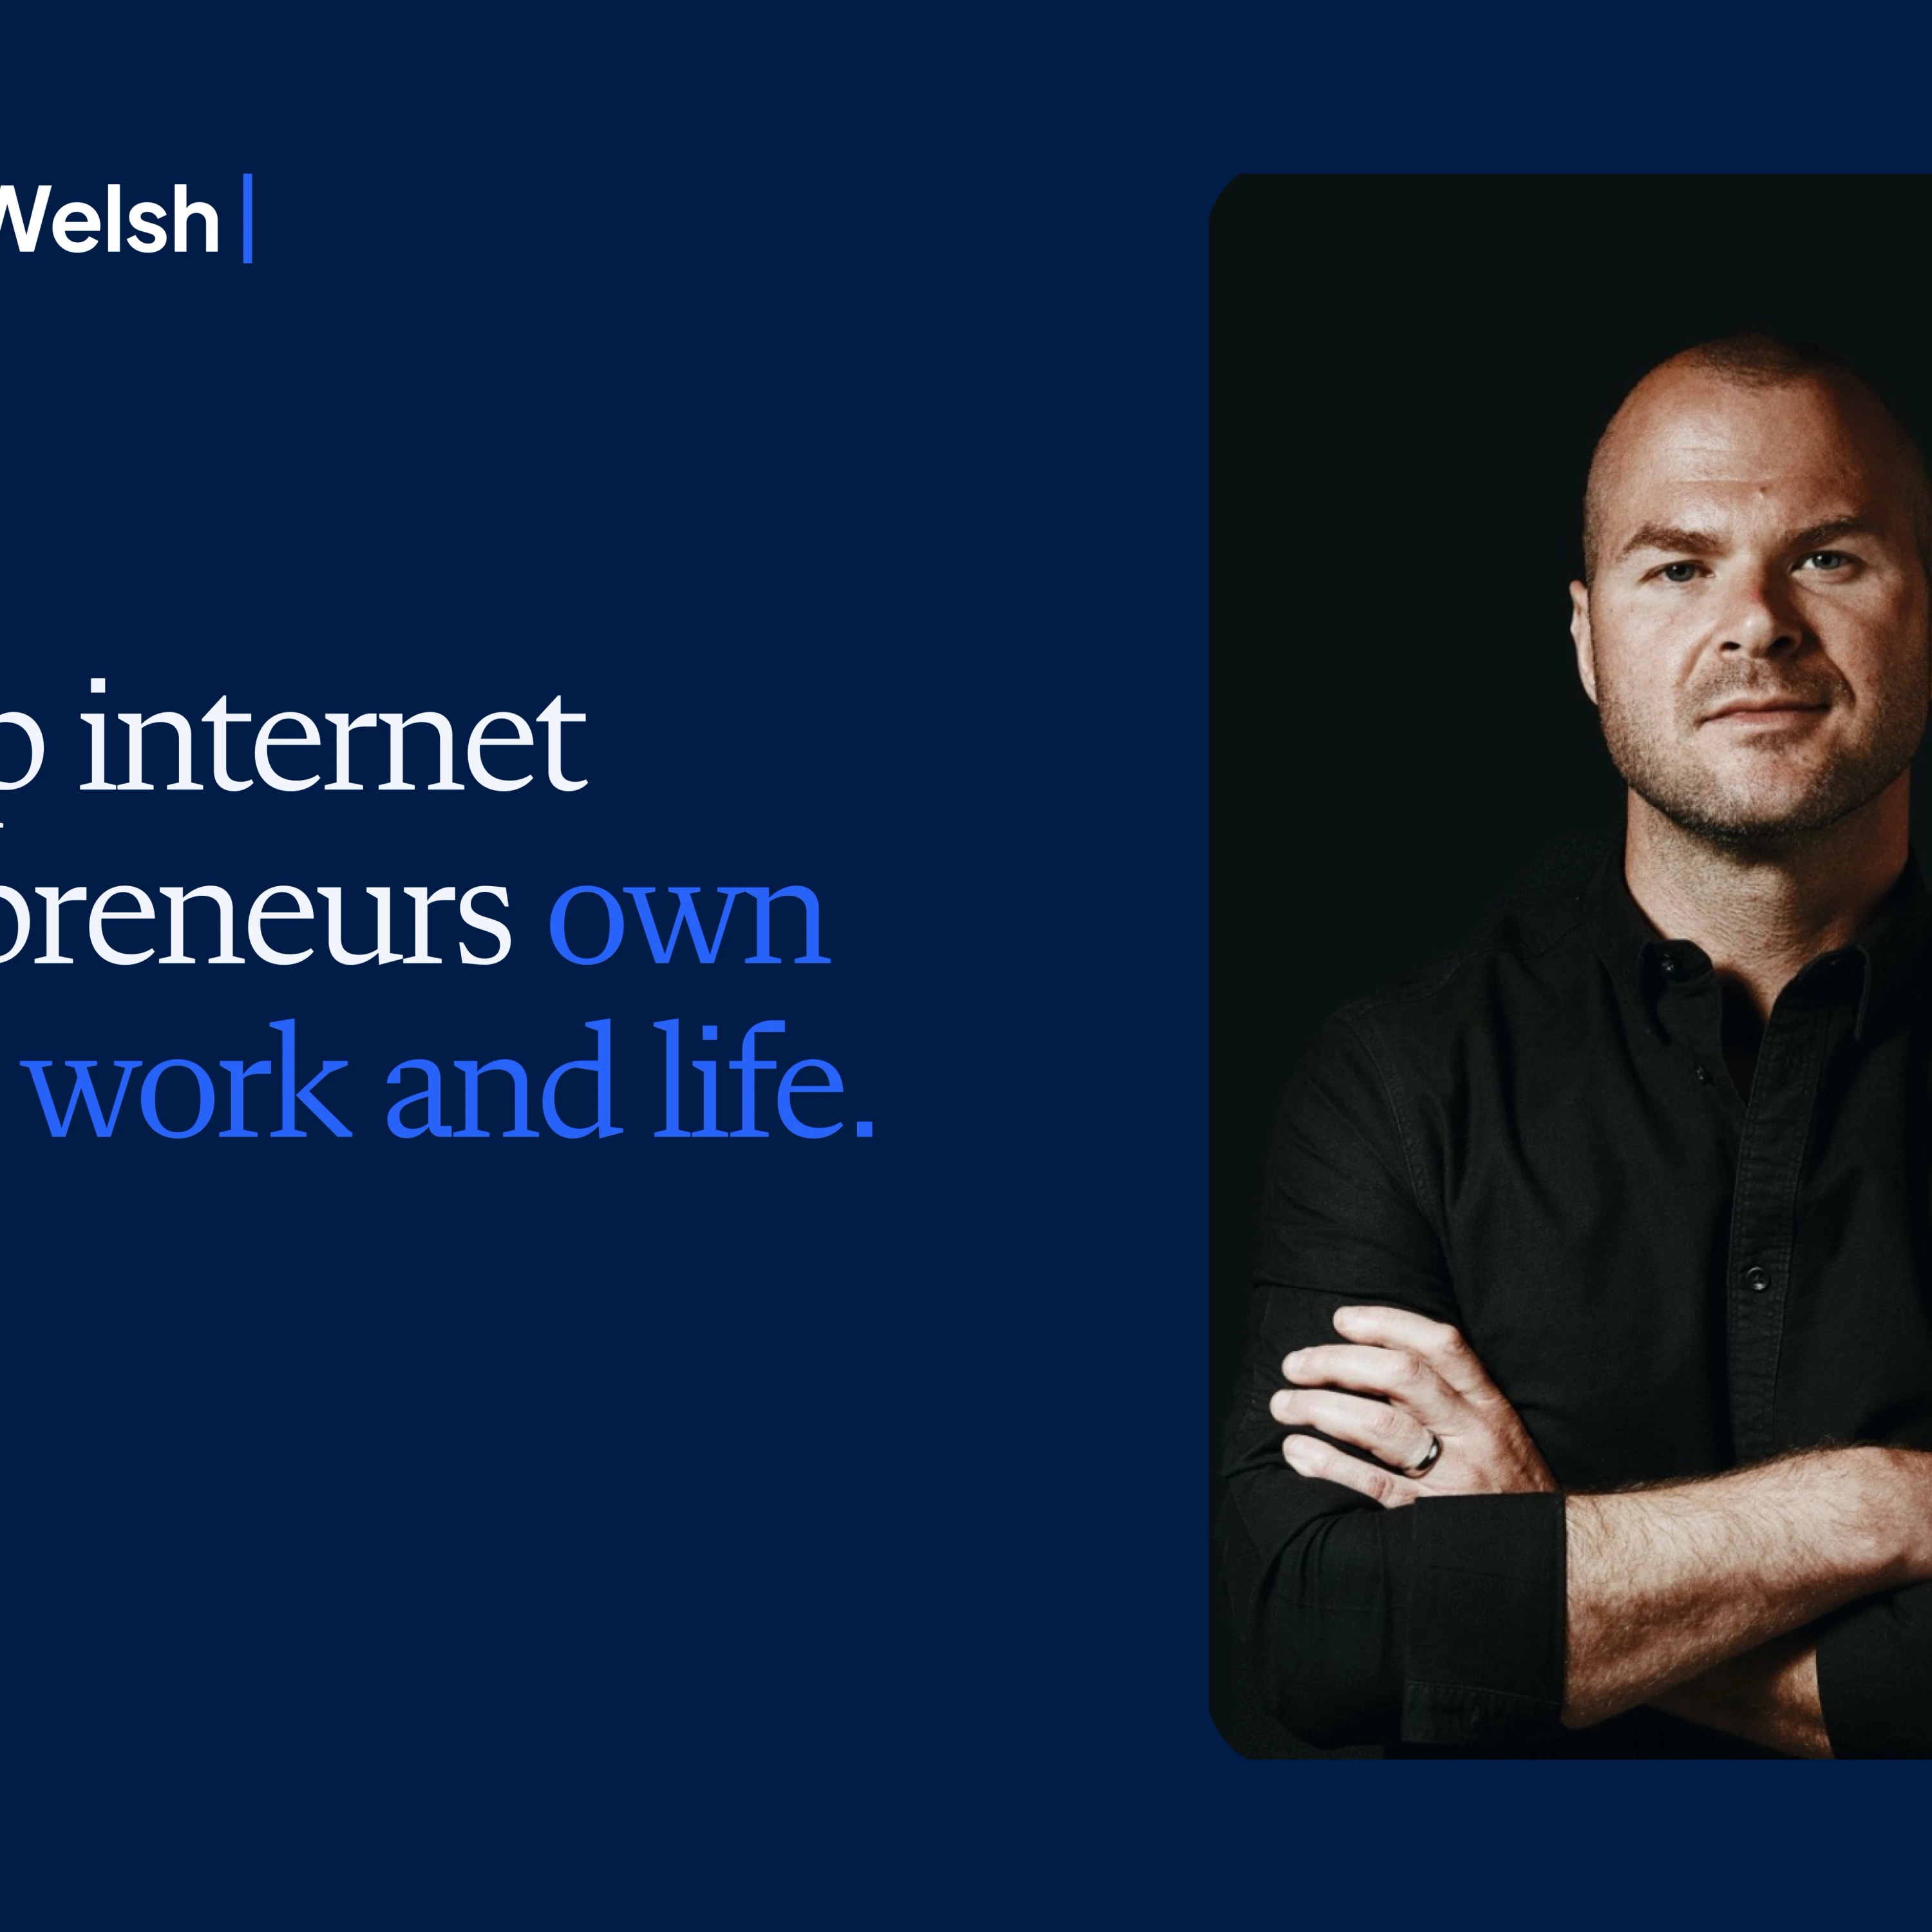 Welsh
internet
preneurs own
work and life.